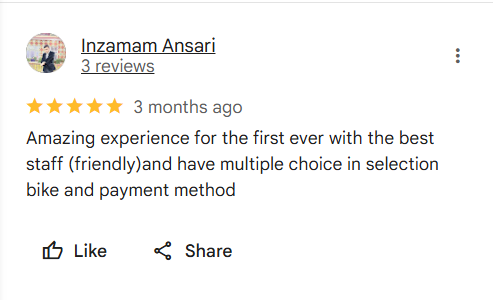 Inzamam Ansari
3 reviews
3 months ago
Amazing experience for the first ever with the best
staff (friendly)and have multiple choice in selection
bike and payment method
Like
Share